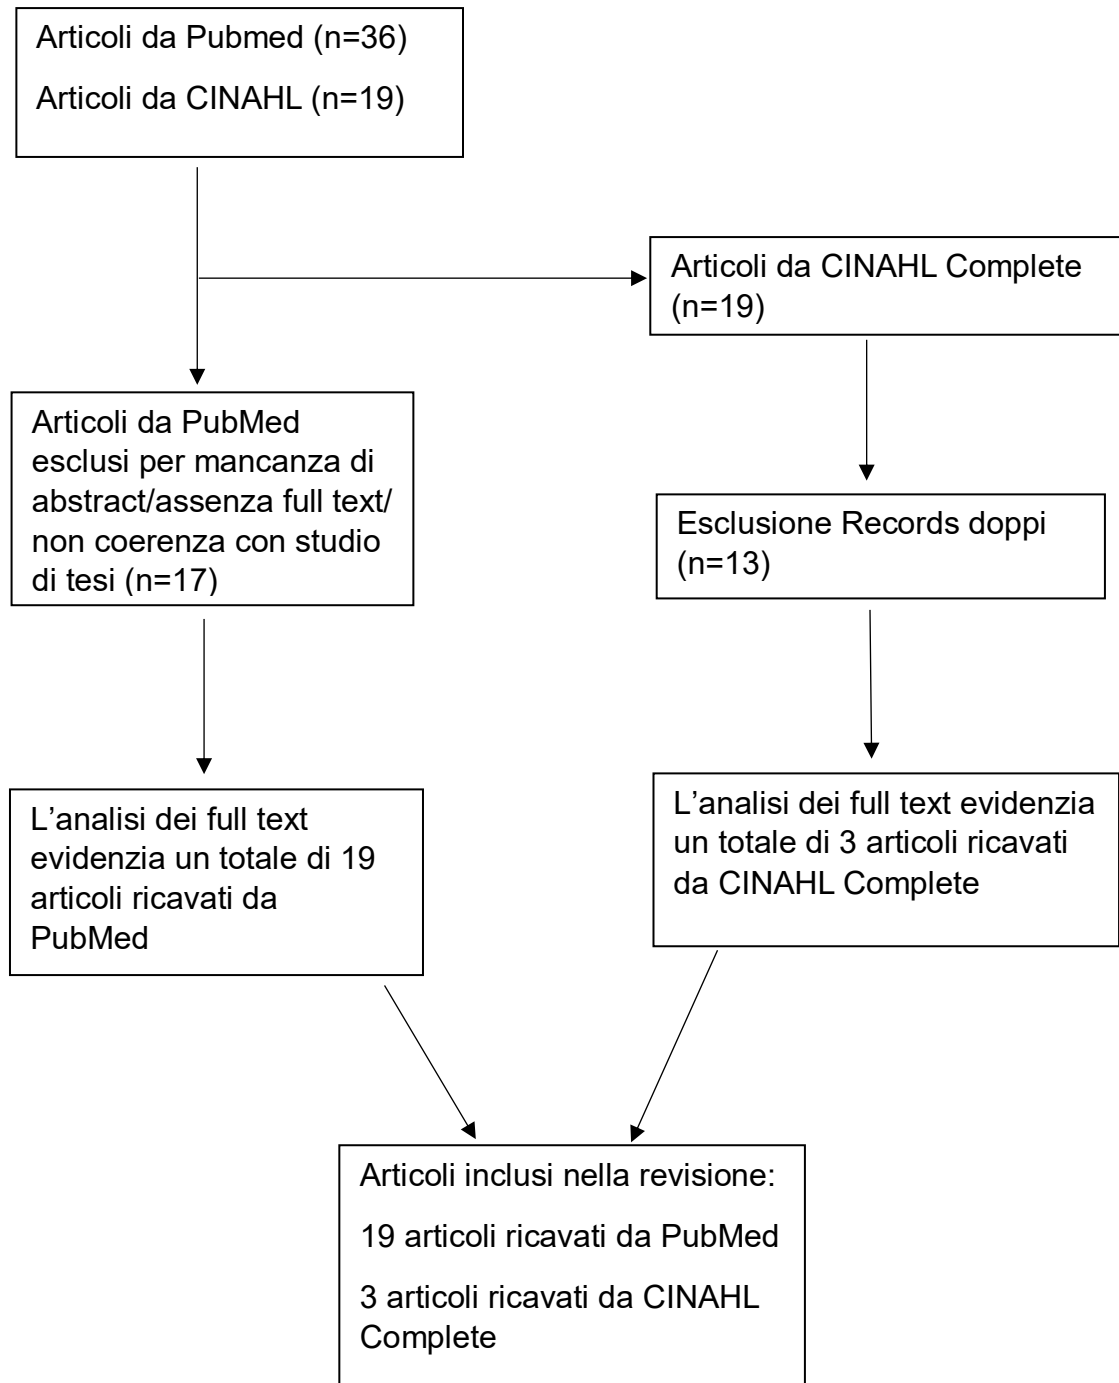 Articoli da Pubmed (n=36)
Articoli da CINAHL (n=19)
Articoli da CINAHL Complete
(n=19)
Articoli da PubMed
esclusi per mancanza di
abstract/assenza full text/
non coerenza con studio
di tesi (n=17)
Esclusione Records doppi
(n=13)
L’analisi dei full text
evidenzia un totale di 19
articoli ricavati da
PubMed
L’analisi dei full text evidenzia
un totale di 3 articoli ricavati
da CINAHL Complete
Articoli inclusi nella revisione:
19 articoli ricavati da PubMed
3 articoli ricavati da CINAHL
Complete